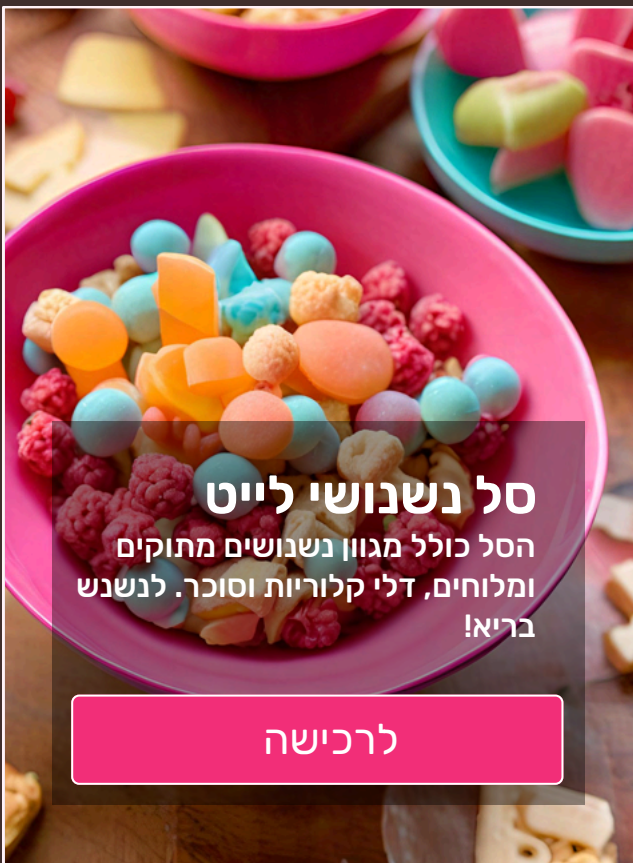 סל נשנושי לייט
הסל כולל מגוון נשנושים מתוקים
ומלוחים, דלי קלוריות וסוכר. לנשנש
בריא!
לרכישה